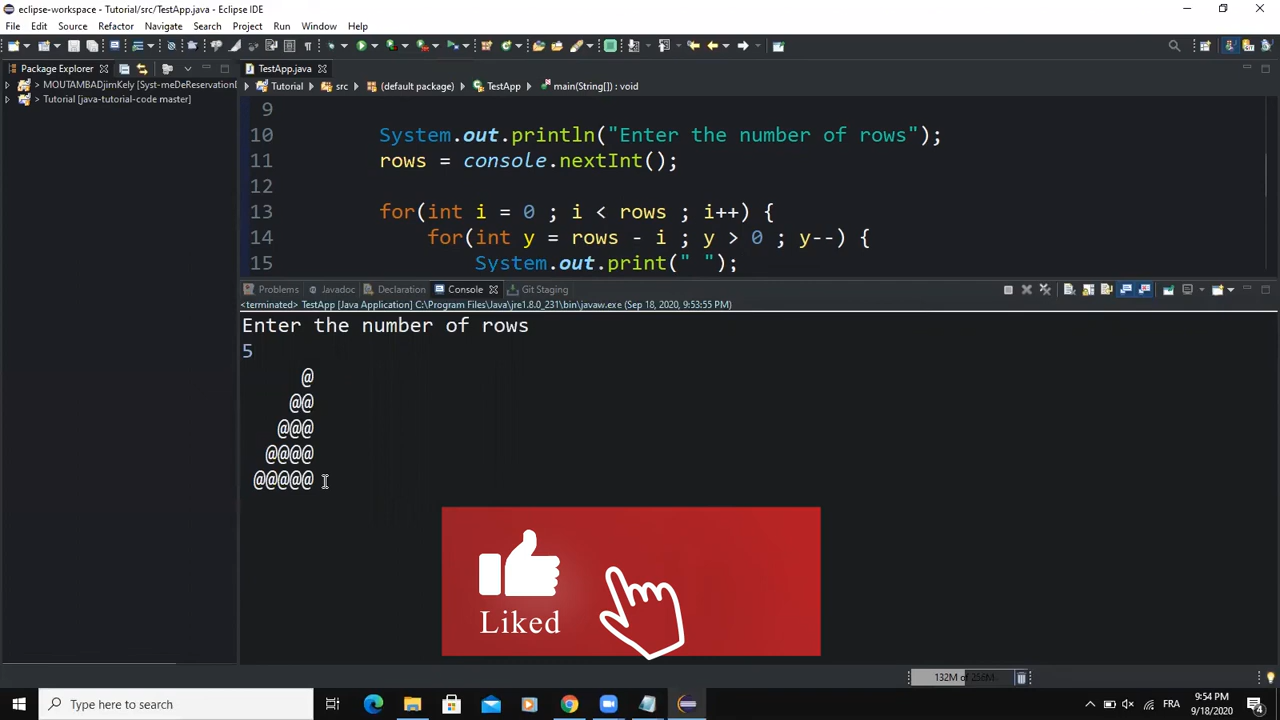 eclipse-workspace - Tutorial/src/TestApp.java - Eclipse IDE
File Edit Source Refactor Navigate Search Project Run Window Help
Package Explorer
TestApp.java
> MOUTAMBADjimKely [Syst-meDeReservationD
Tutorial src (default package) TestApp main(String[]) : void
> Tutorial [java-tutorial-code master]
9
10 System.out.println("Enter the number of rows");
11 rows = console.nextInt();
12
13 for(int i = 0 ; i < rows ; i++) {
14 for(int y = rows - i ; y > 0 ; y--) {
15 System.out.print(" ");
Problems Javadoc Declaration Console Git Staging
<terminated> TestApp [Java Application] C:\Program Files\Java\jre1.8.0_231\bin\javaw.exe (Sep 18, 2020, 9:53:55 PM)
Enter the number of rows
5
@
@@
@@@
@@@@
@@@@@
Liked
132M of 256M
Type here to search
FRA
9:54 PM
9/18/2020
4